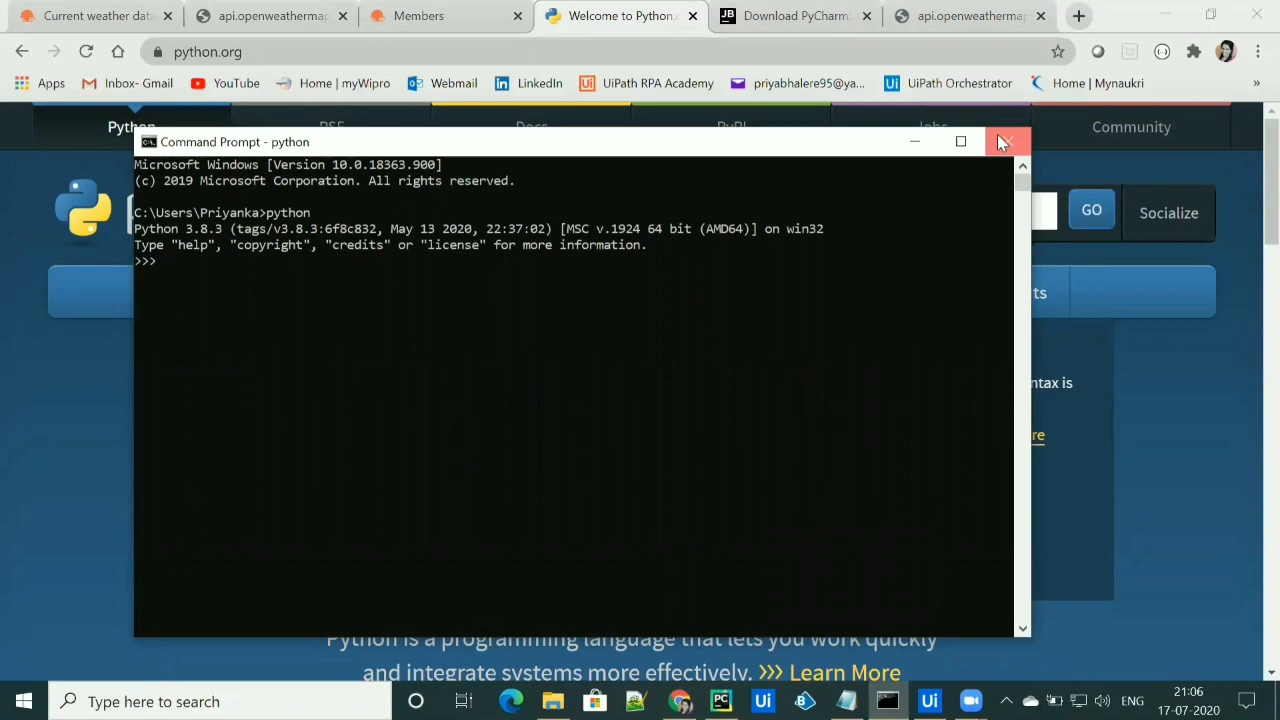 Current weather dat
api.openweathermap
Members
Welcome to Python.o
Download PyCharm:
api.openweathermap
python.org
Apps
Inbox- Gmail
YouTube
Home | myWipro
Webmail
LinkedIn
UiPath RPA Academy
priyabhalere95@ya...
UiPath Orchestrator
Home | Mynaukri
»
Python
PSF
Docs
PyPI
Jobs
Community
Command Prompt - python
Microsoft Windows [Version 10.0.18363.900]
(c) 2019 Microsoft Corporation. All rights reserved.
C:\Users\Priyanka>python
Python 3.8.3 (tags/v3.8.3:6f8c832, May 13 2020, 22:37:02) [MSC v.1924 64 bit (AMD64)] on win32
Type "help", "copyright", "credits" or "license" for more information.
>>>
GO
Socialize
ts
ntax is
re
Python is a programming language that lets you work quickly
and integrate systems more effectively. >>> Learn More
Type here to search
ENG
21:06
17-07-2020